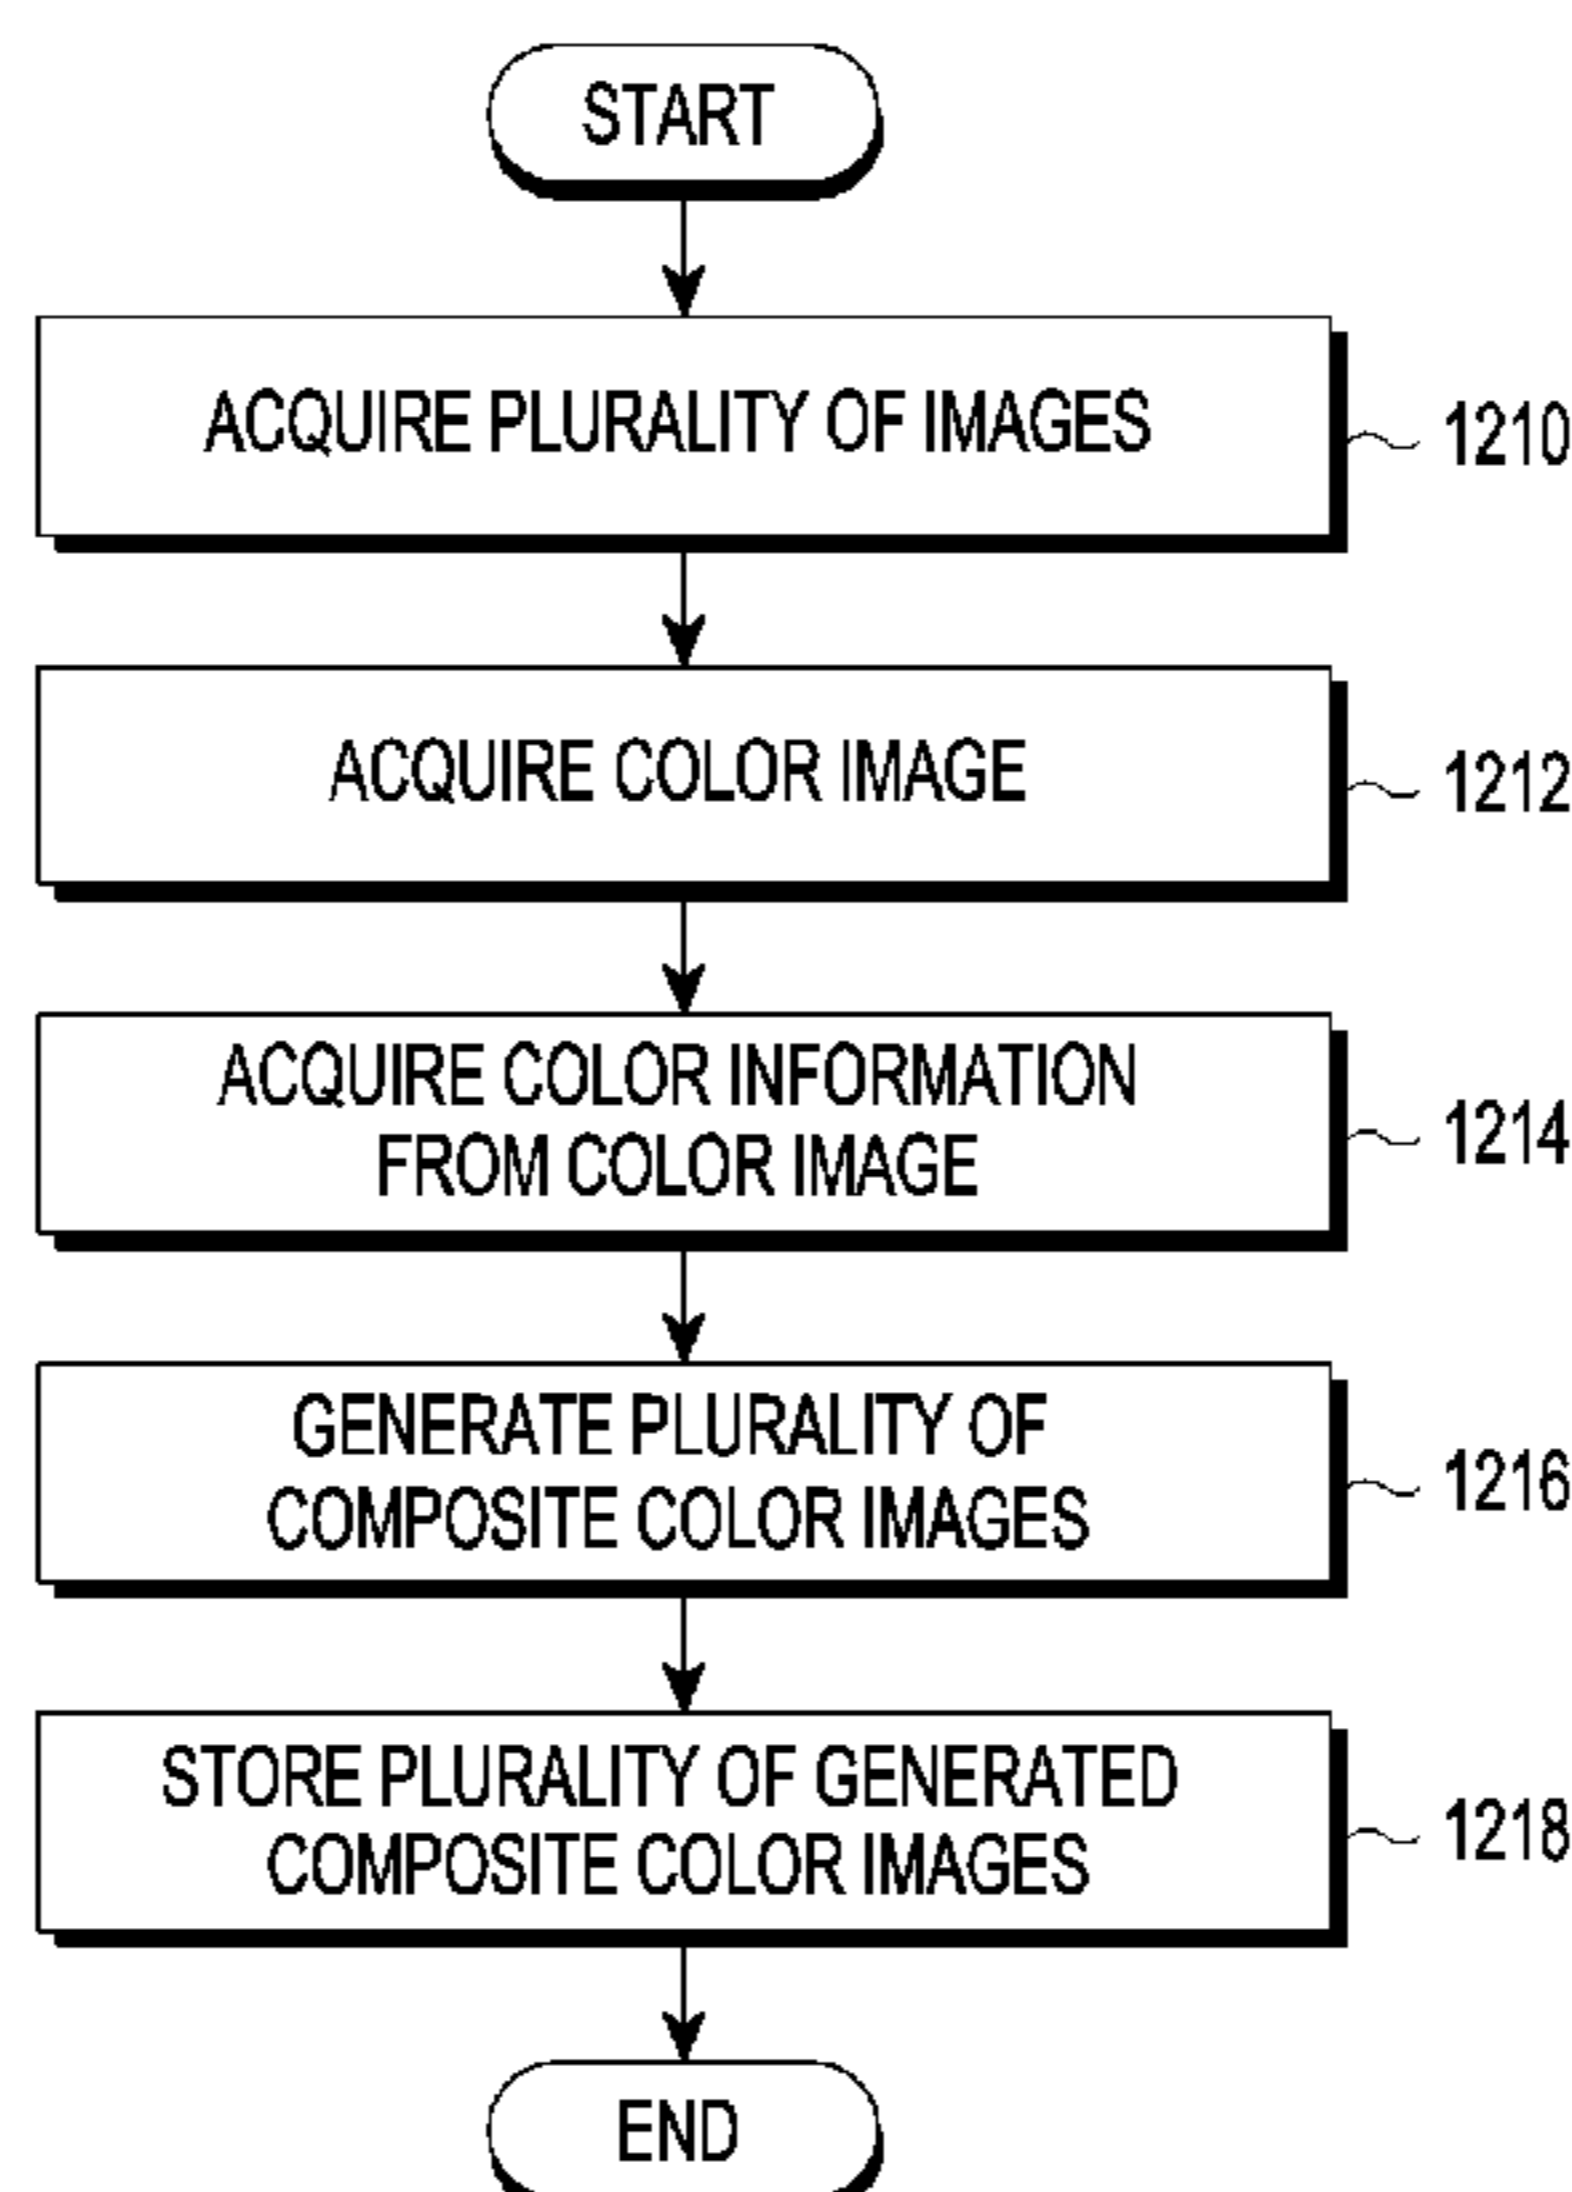 START
ACQUIRE PLURALITY OF IMAGES
1210
ACQUIRE COLOR IMAGE
1212
ACQUIRE COLOR INFORMATION
FROM COLOR IMAGE
1214
GENERATE PLURALITY OF
COMPOSITE COLOR IMAGES
1216
STORE PLURALITY OF GENERATED
COMPOSITE COLOR IMAGES
1218
END